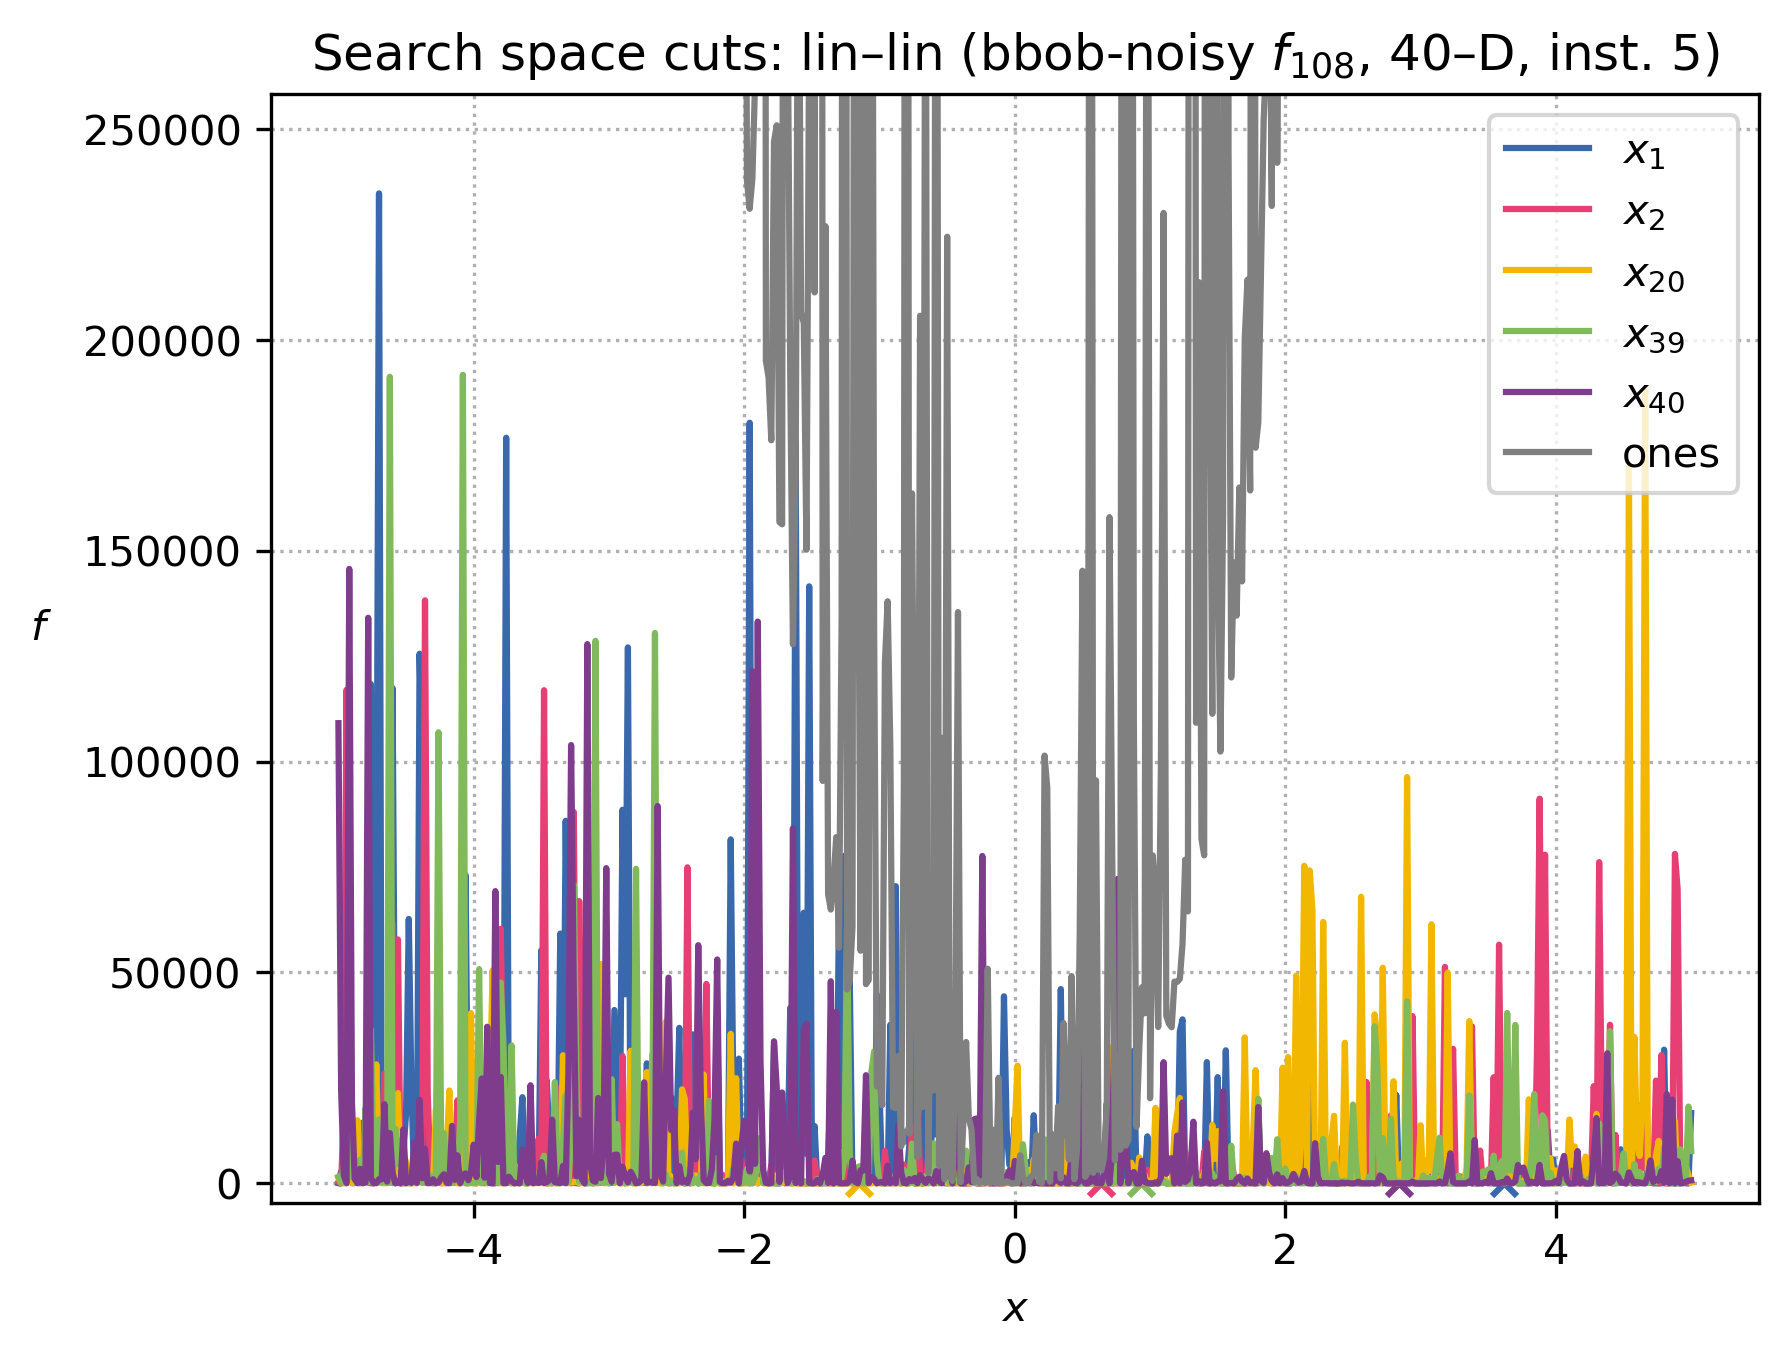 Search space cuts: lin–lin (bbob-noisy f₁₀₈, 40–D, inst. 5)
250000
200000
150000
100000
50000
0
f
−4
−2
0
2
4
x
x₁
x₂
x₂₀
x₃₉
x₄₀
ones